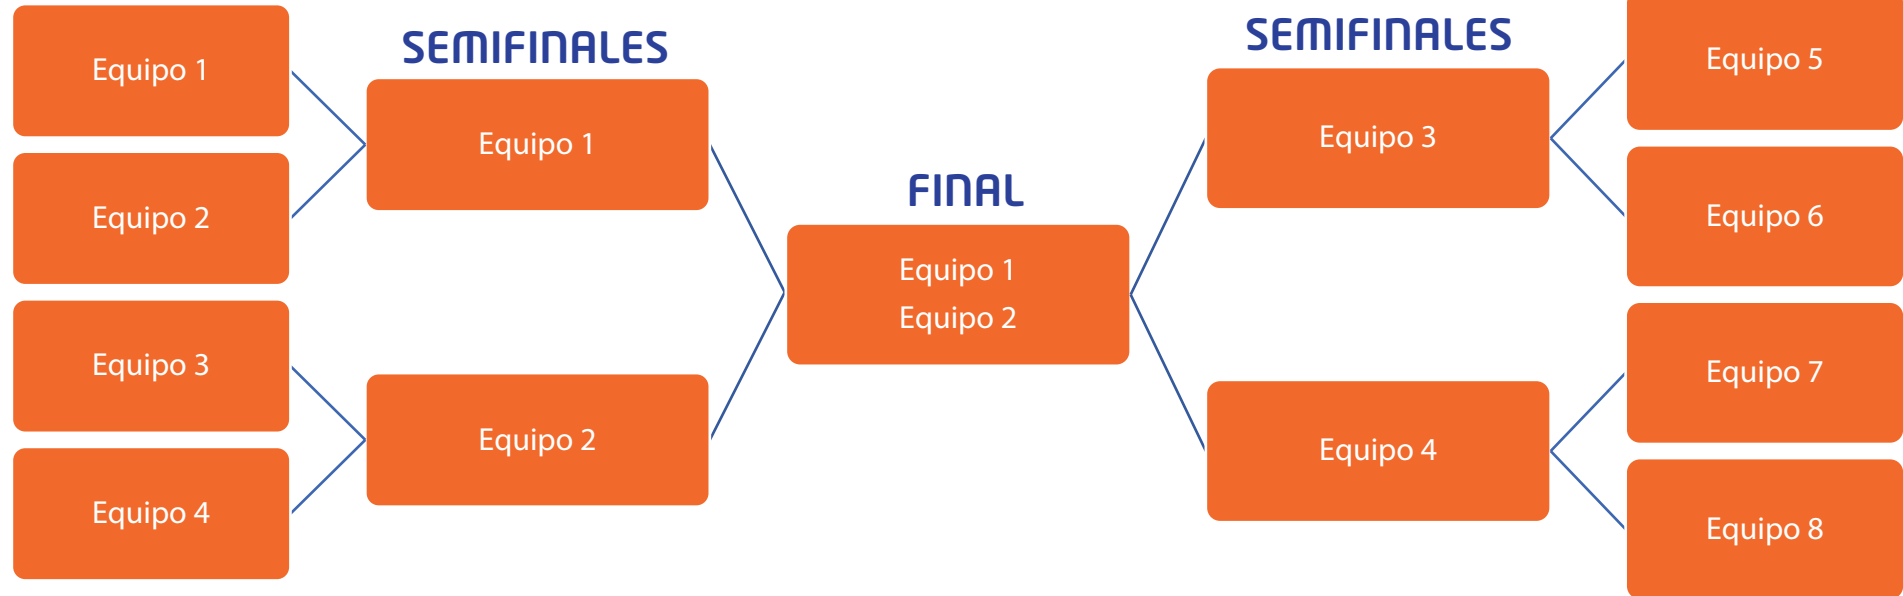 Equipo 1
Equipo 2
Equipo 3
Equipo 4
SEMIFINALES
Equipo 1
Equipo 2
FINAL
Equipo 1
Equipo 2
SEMIFINALES
Equipo 3
Equipo 4
Equipo 5
Equipo 6
Equipo 7
Equipo 8